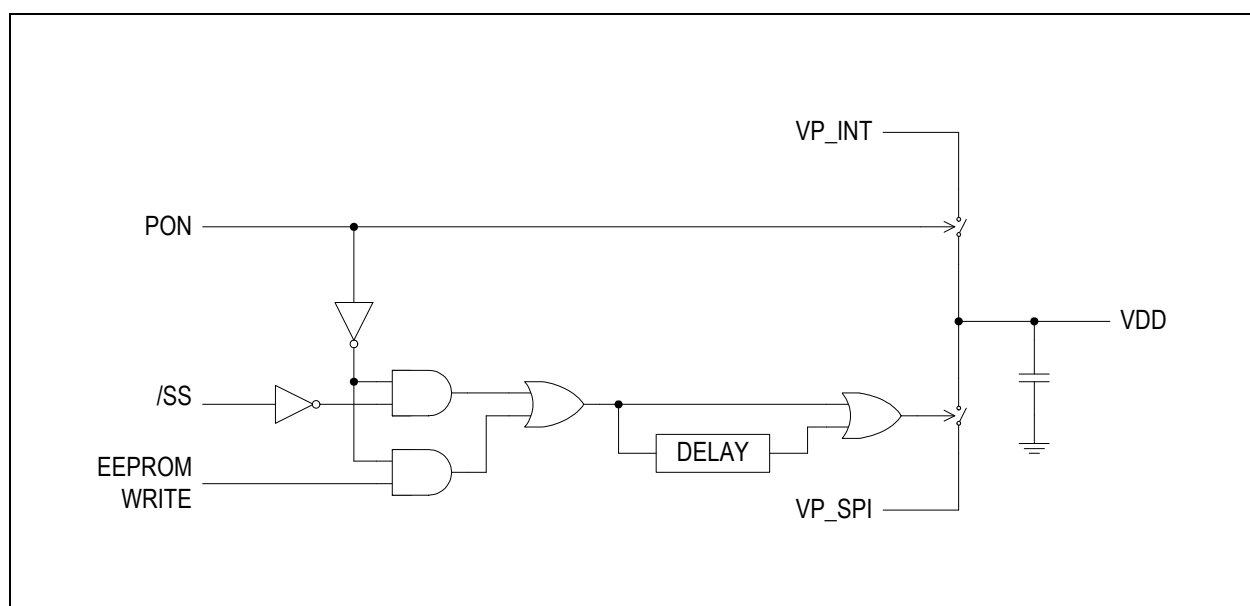 VP_INT
PON
VDD
/SS
DELAY
EEPROM
WRITE
VP_SPI